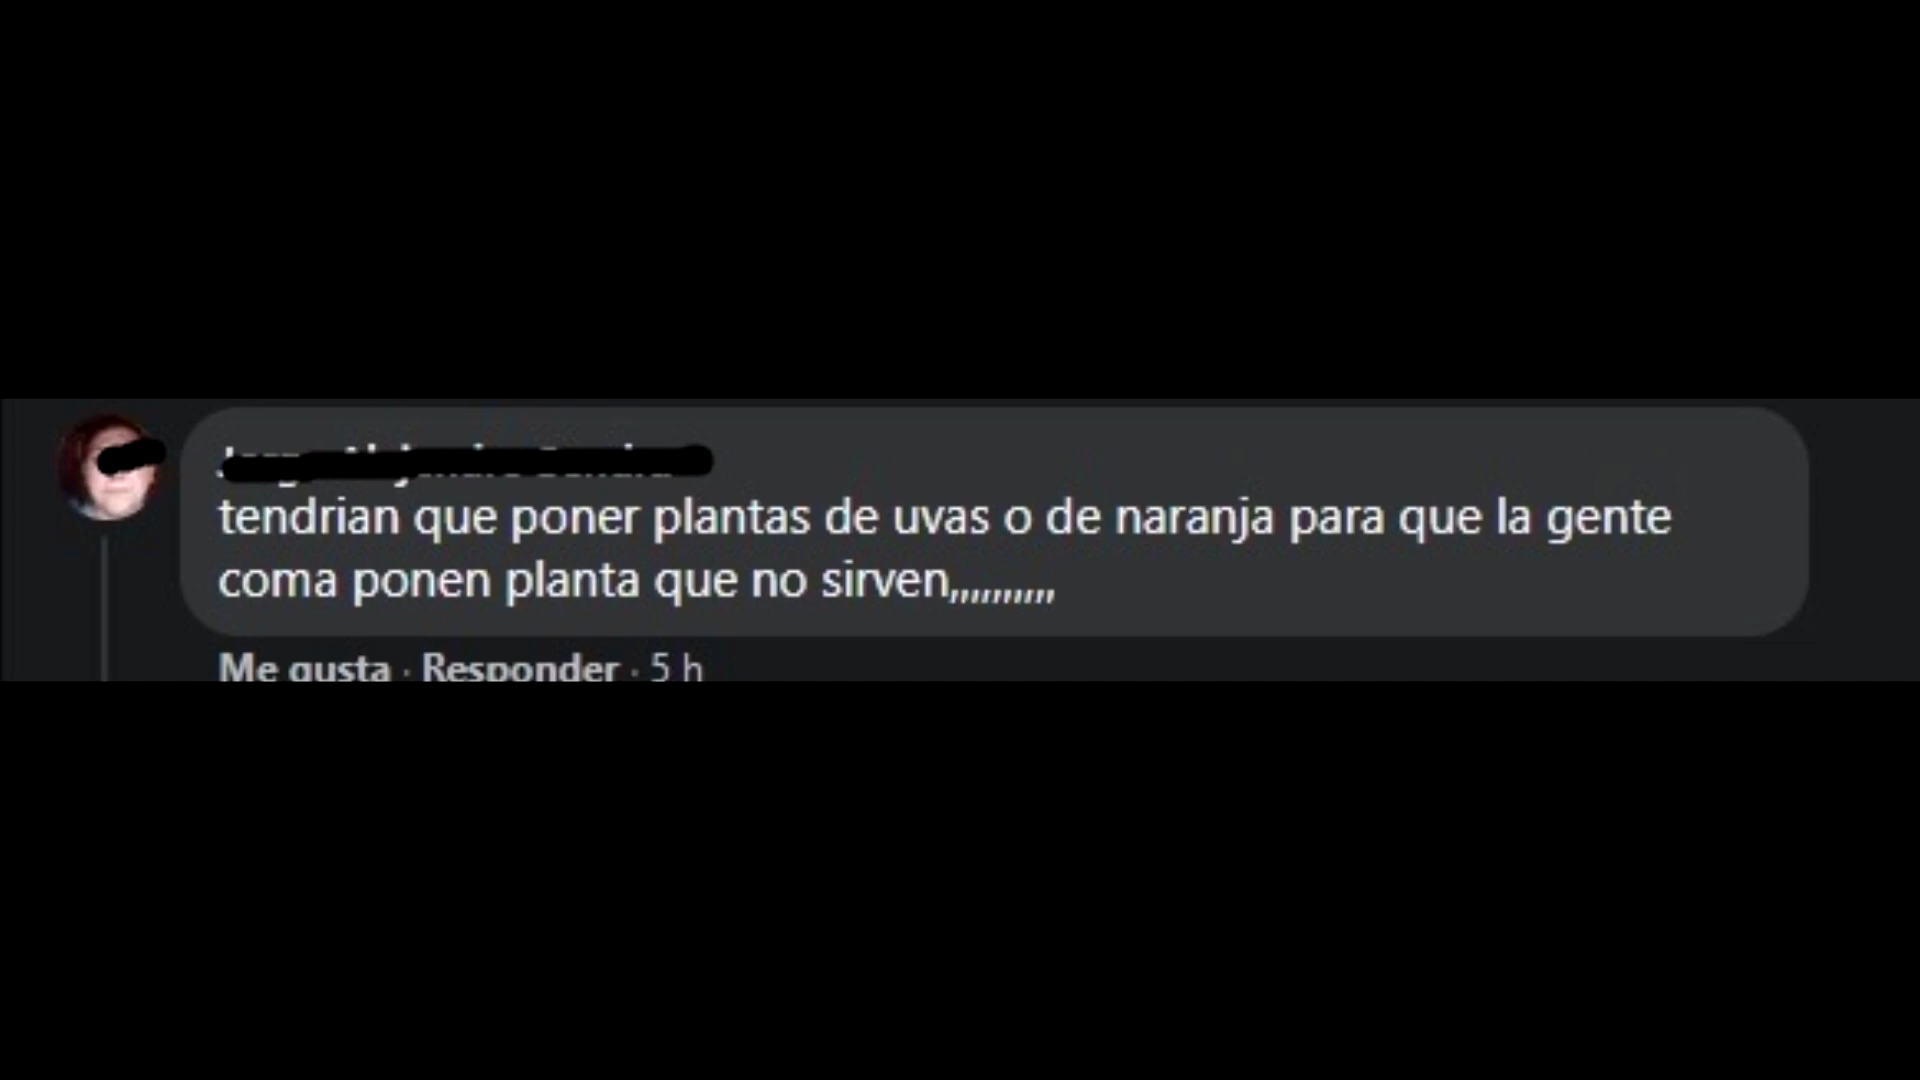 tendrian que poner plantas de uvas o de naranja para que la gente
coma ponen planta que no sirven,,,,,,,,,,
Me gusta · Responder · 5 h